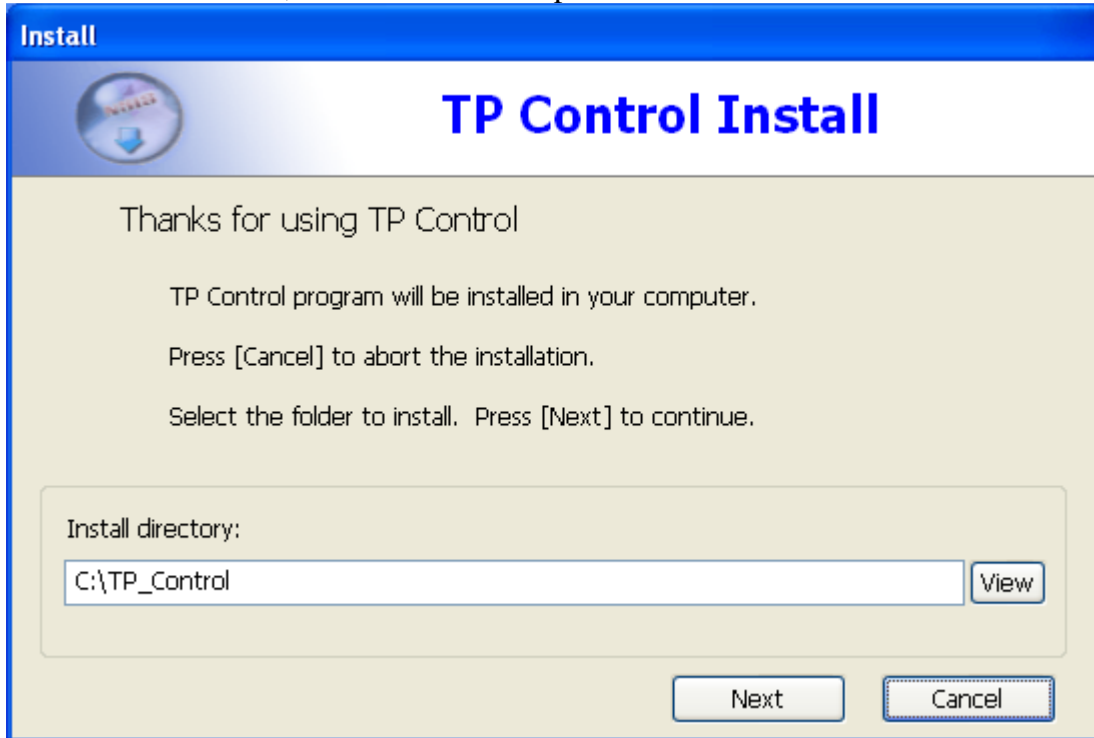 Install
TP Control Install
Thanks for using TP Control
TP Control program will be installed in your computer.
Press [Cancel] to abort the installation.
Select the folder to install.  Press [Next] to continue.
Install directory:
C:\TP_Control
View
Next
Cancel